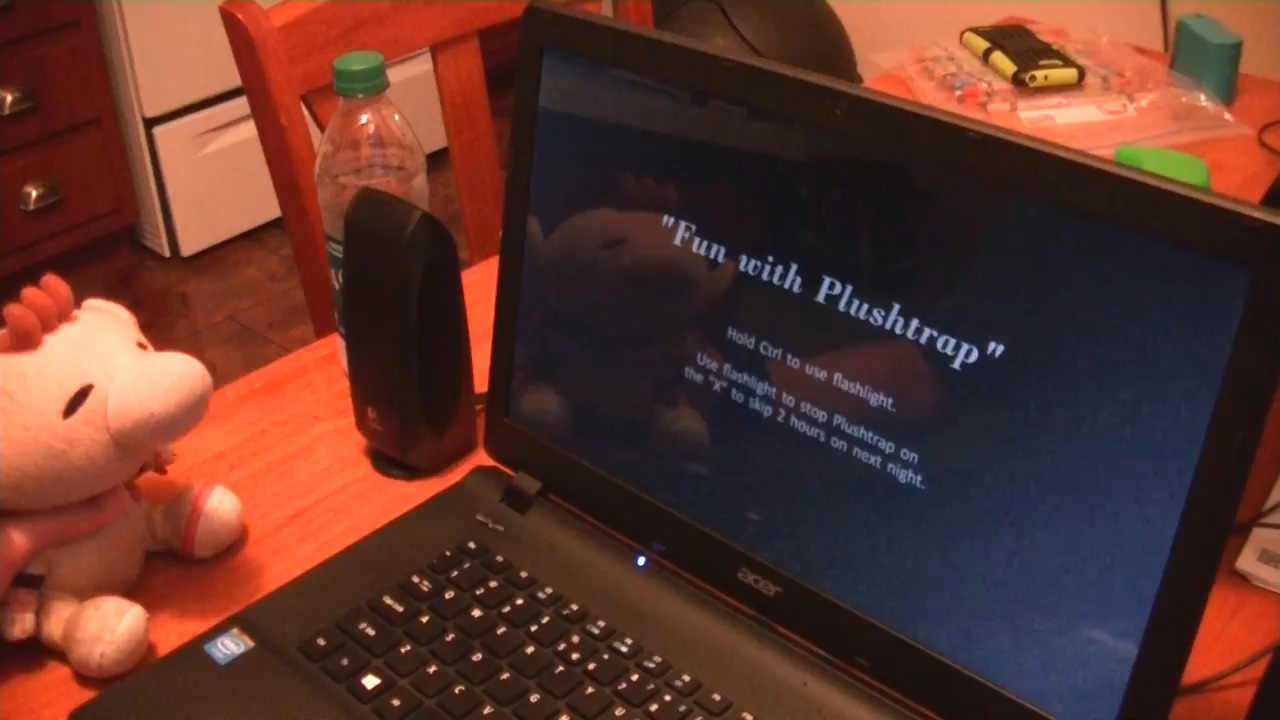 "Fun with Plushtrap"
Hold Ctrl to use flashlight.
Use flashlight to stop Plushtrap on
the "X" to skip 2 hours on next night.
acer
intel